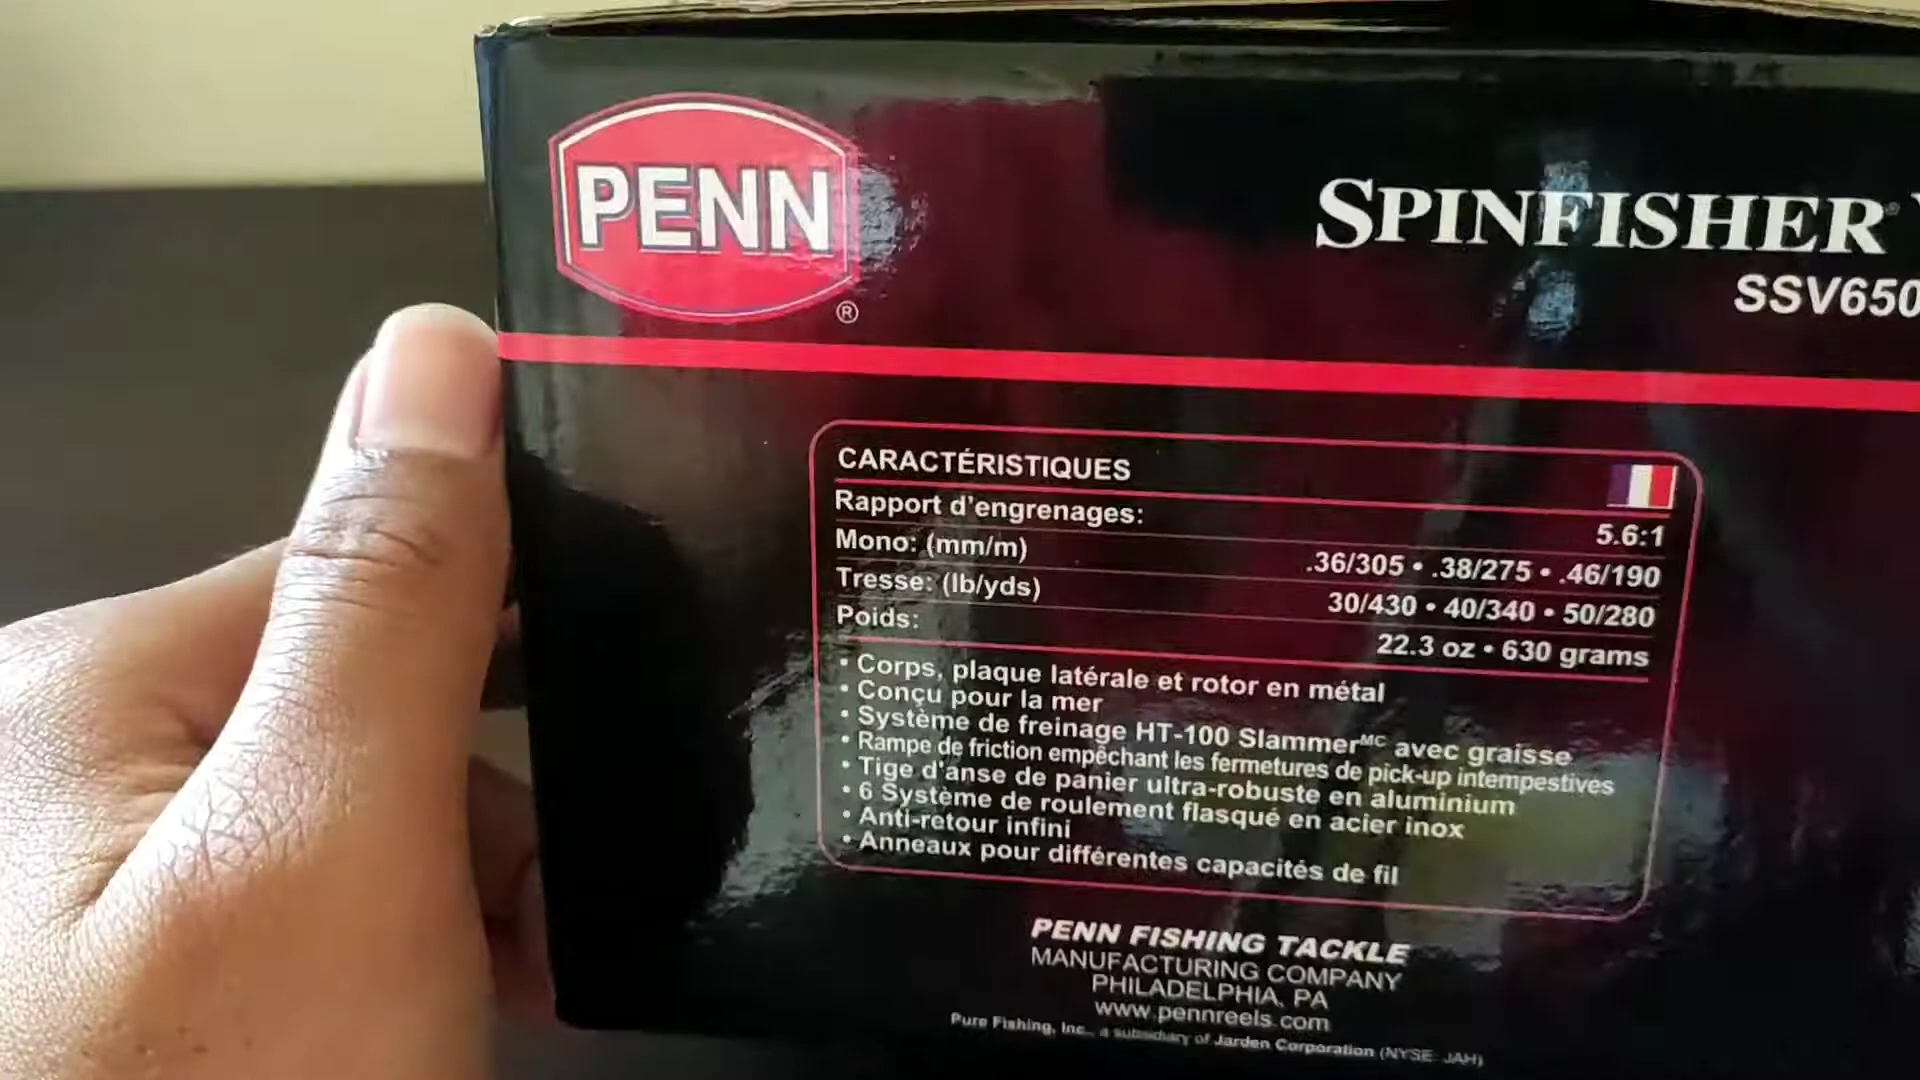 PENN
®
SPINFISHER®
SSV650
CARACTÉRISTIQUES
Rapport d'engrenages: 5.6:1
Mono: (mm/m) .36/305 • .38/275 • .46/190
Tresse: (lb/yds) 30/430 • 40/340 • 50/280
Poids: 22.3 oz • 630 grams
• Corps, plaque latérale et rotor en métal
• Conçu pour la mer
• Système de freinage HT-100 Slammerᴹᶜ avec graisse
• Rampe de friction empêchant les fermetures de pick-up intempestives
• Tige d'anse de panier ultra-robuste en aluminium
• 6 Système de roulement flasqué en acier inox
• Anti-retour infini
• Anneaux pour différentes capacités de fil
PENN FISHING TACKLE
MANUFACTURING COMPANY
PHILADELPHIA, PA
www.pennreels.com
Pure Fishing, Inc., a subsidiary of Jarden Corporation (NYSE: JAH)